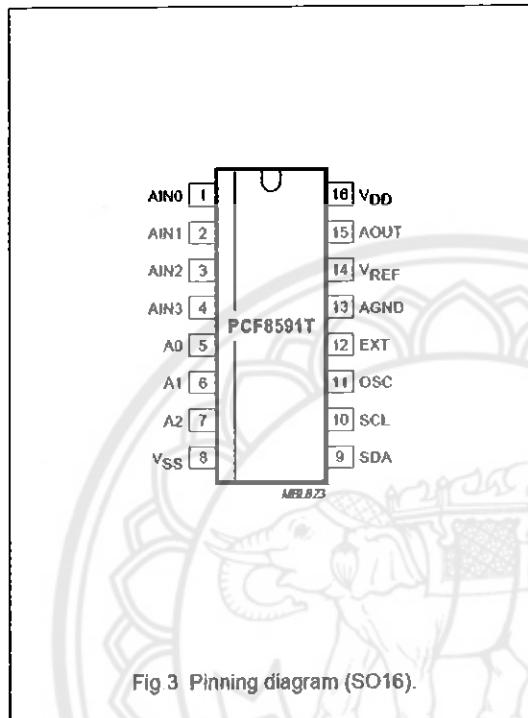 AIN0 1 16 VDD
AIN1 2 15 AOUT
AIN2 3 14 VREF
AIN3 4 13 AGND
PCF8591T
A0 5 12 EXT
A1 6 11 OSC
A2 7 10 SCL
VSS 8 9 SDA
MBL823
Fig.3 Pinning diagram (SO16).